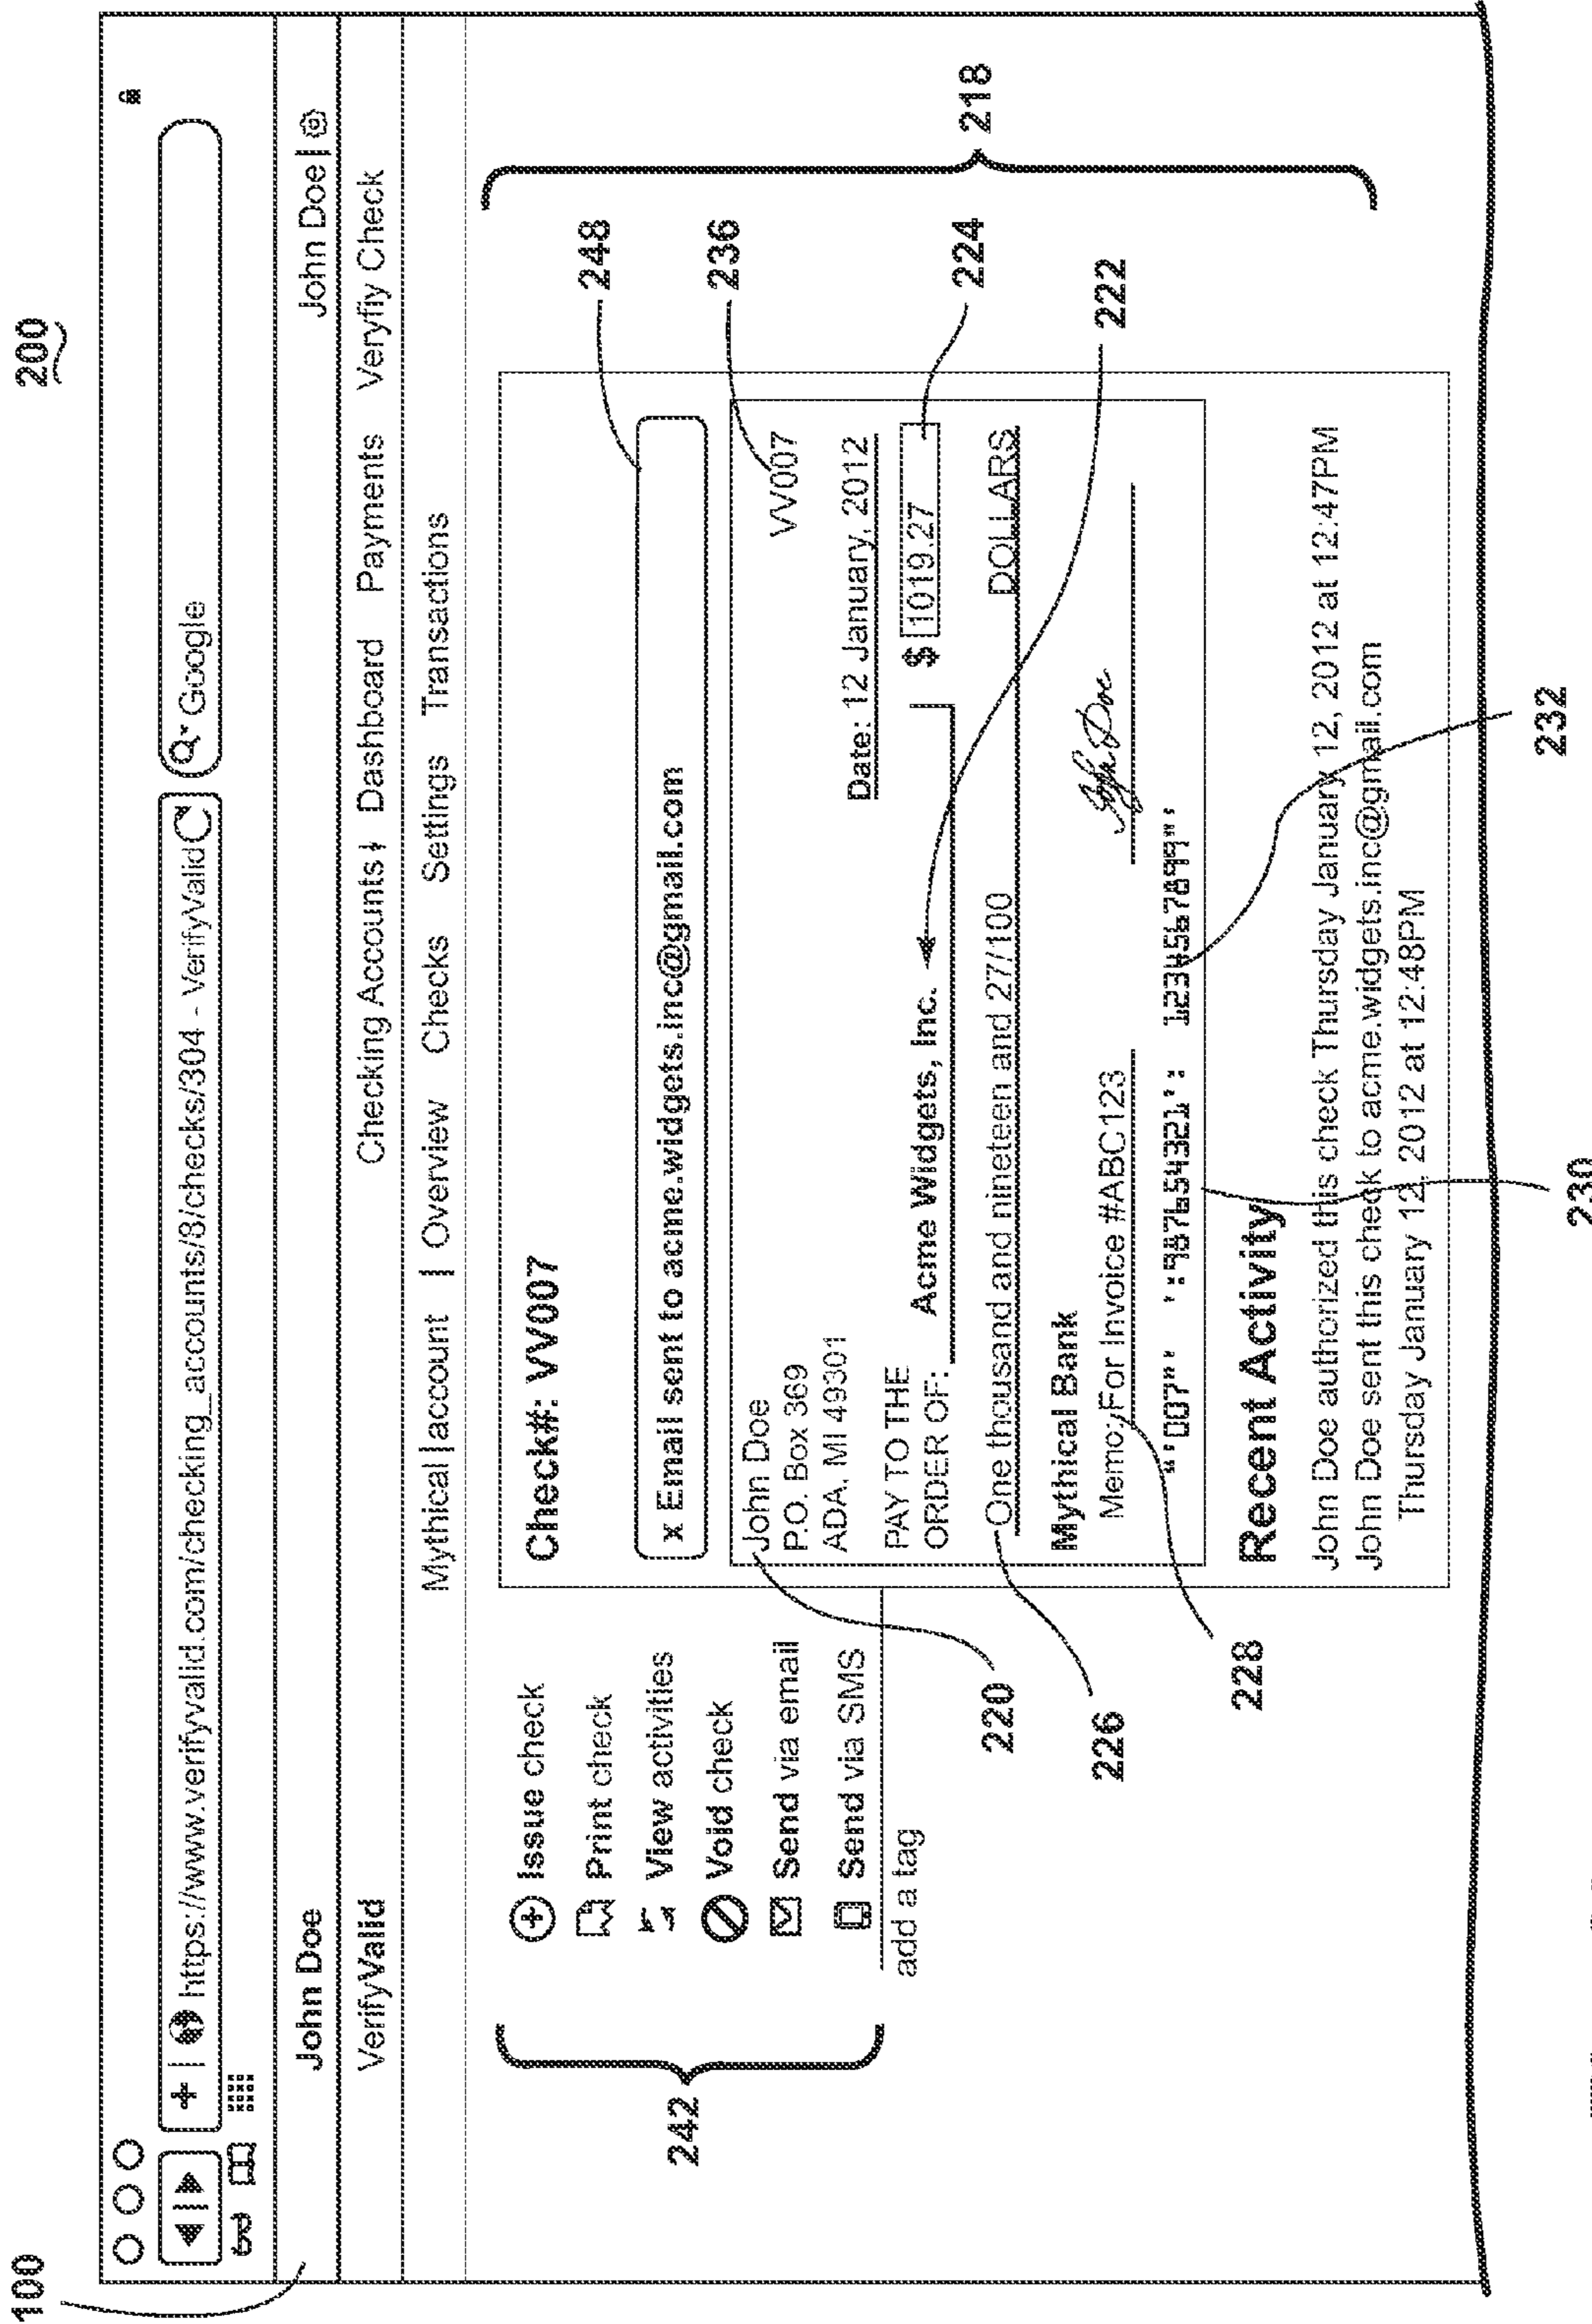 200
100
https://www.verifyvalid.com/checking_accounts/8/checks/304 - VerifyValid
Google
John Doe
John Doe |
VerifyValid
Checking Accounts
Dashboard
Payments
Veryfiy Check
Mythical | account | Overview Checks Settings Transactions
242
Issue check
Print check
View activities
Void check
Send via email
Send via SMS
add a tag
Check#: VV007
x Email sent to acme.widgets.inc@gmail.com
248
VV007
236
John Doe
P.O. Box 369
ADA, MI 49301
Date: 12 January, 2012
PAY TO THE
ORDER OF: Acme Widgets, Inc. $ 1019.27
224
218
One thousand and nineteen and 27/100 DOLLARS
222
Mythical Bank
Memo: For Invoice #ABC123
John Doe
"'007"' ':987654321': 1234567899"'
220
226
228
Recent Activity
John Doe authorized this check Thursday January 12, 2012 at 12:47PM
John Doe sent this check to acme.widgets.inc@gmail.com
Thursday January 12, 2012 at 12:48PM
230
232